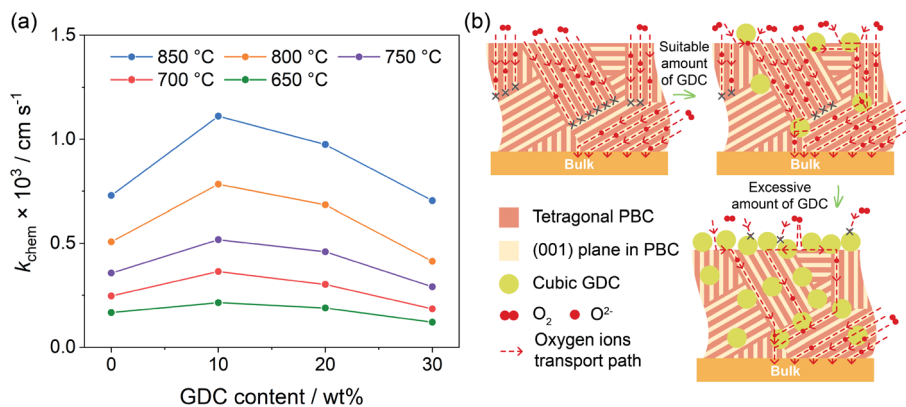 (a)
1.5
1.0
0.5
0.0
k_chem × 10³ / cm s⁻¹
850 °C 800 °C 750 °C
700 °C 650 °C
0 10 20 30
GDC content / wt%
(b)
Suitable
amount
of GDC
Bulk
Bulk
Excessive
amount of GDC
Tetragonal PBC
(001) plane in PBC
Cubic GDC
O₂ O²⁻
Oxygen ions
transport path
Bulk